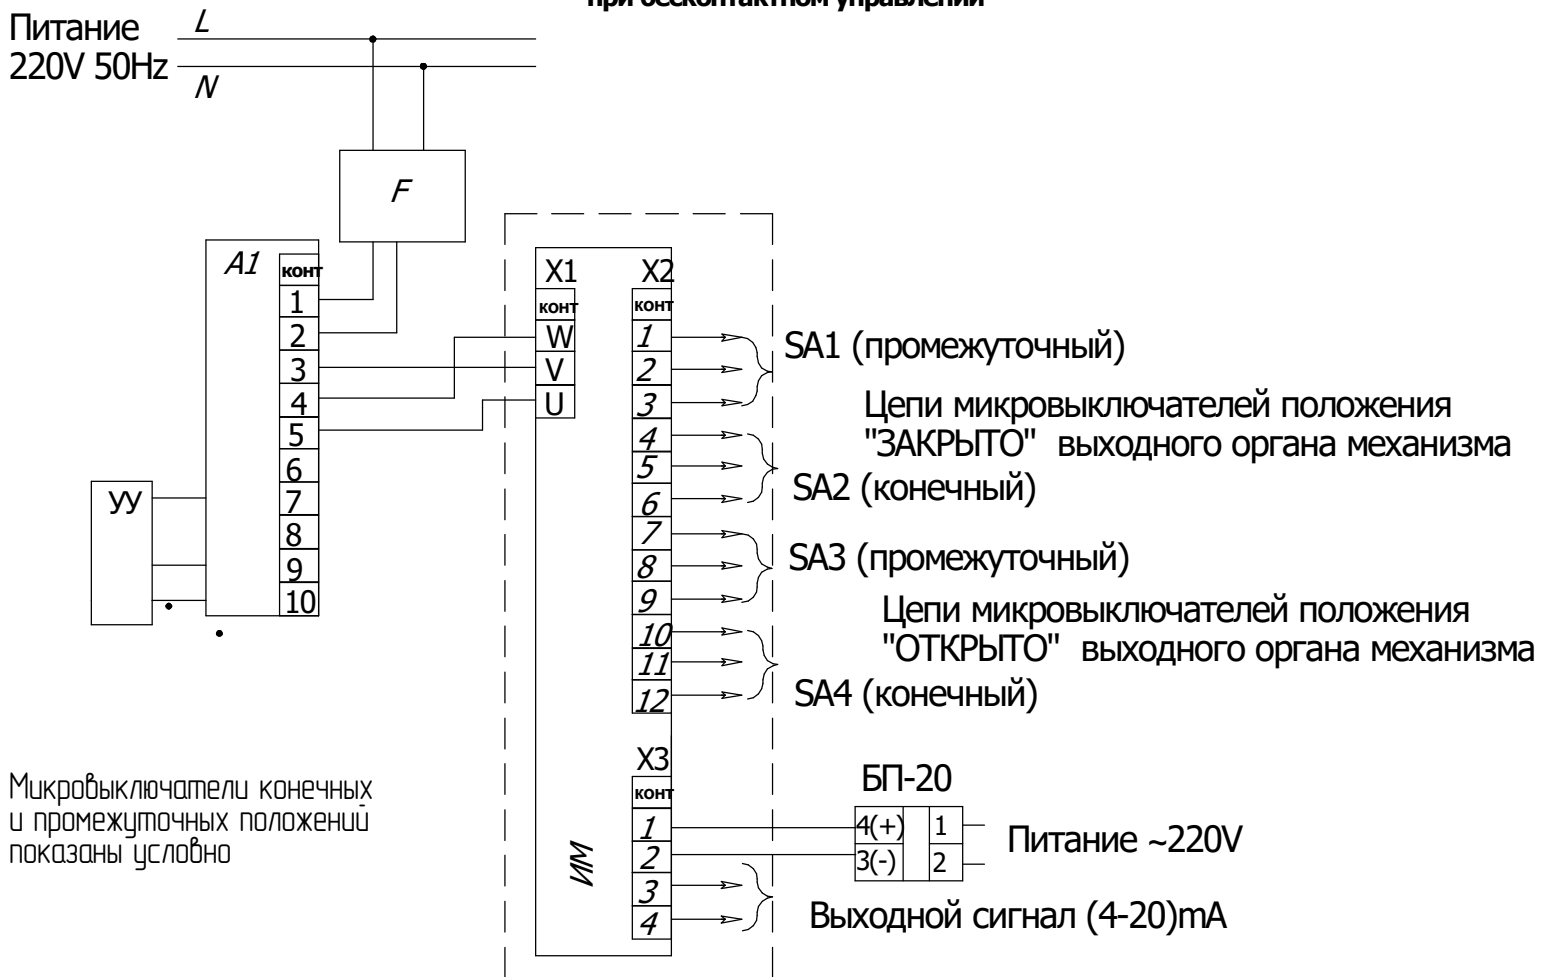 при бесконтактном управлении
Питание L
220V 50Hz
N
F
A1
конт
1
2
3
4
5
6
7
8
9
10
УУ
X1
конт
W
V
U
X2
конт
1
2
3
4
5
6
7
8
9
10
11
12
SA1 (промежуточный)
Цепи микровыключателей положения
"ЗАКРЫТО" выходного органа механизма
SA2 (конечный)
SA3 (промежуточный)
Цепи микровыключателей положения
"ОТКРЫТО" выходного органа механизма
SA4 (конечный)
X3
конт
1
2
3
4
ИМ
БП-20
4(+) 1
3(-) 2
Питание ~220V
Выходной сигнал (4-20)mA
Микровыключатели конечных
и промежуточных положений
показаны условно